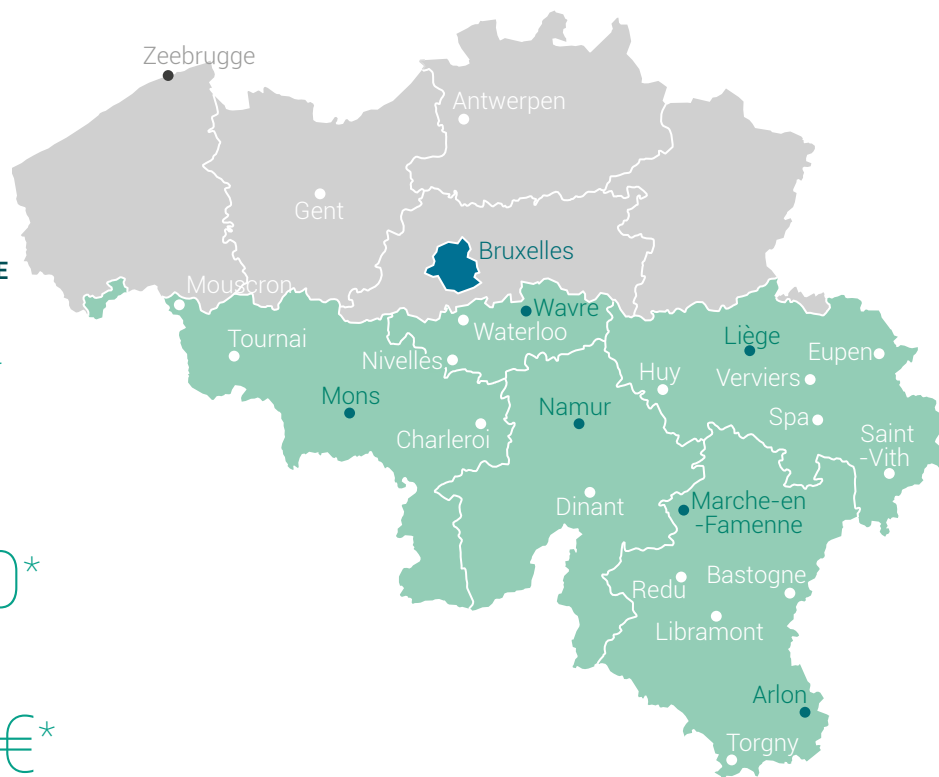 Zeebrugge
Antwerpen
Gent
Bruxelles
E
Mouscron
Wavre
Waterloo
Tournai
Liège
Eupen
Nivelles
Huy
Verviers
Mons
Namur
Spa
Charleroi
Saint
-Vith
Dinant
Marche-en
-Famenne
0*
Redu
Bastogne
Libramont
Arlon
€*
Torgny